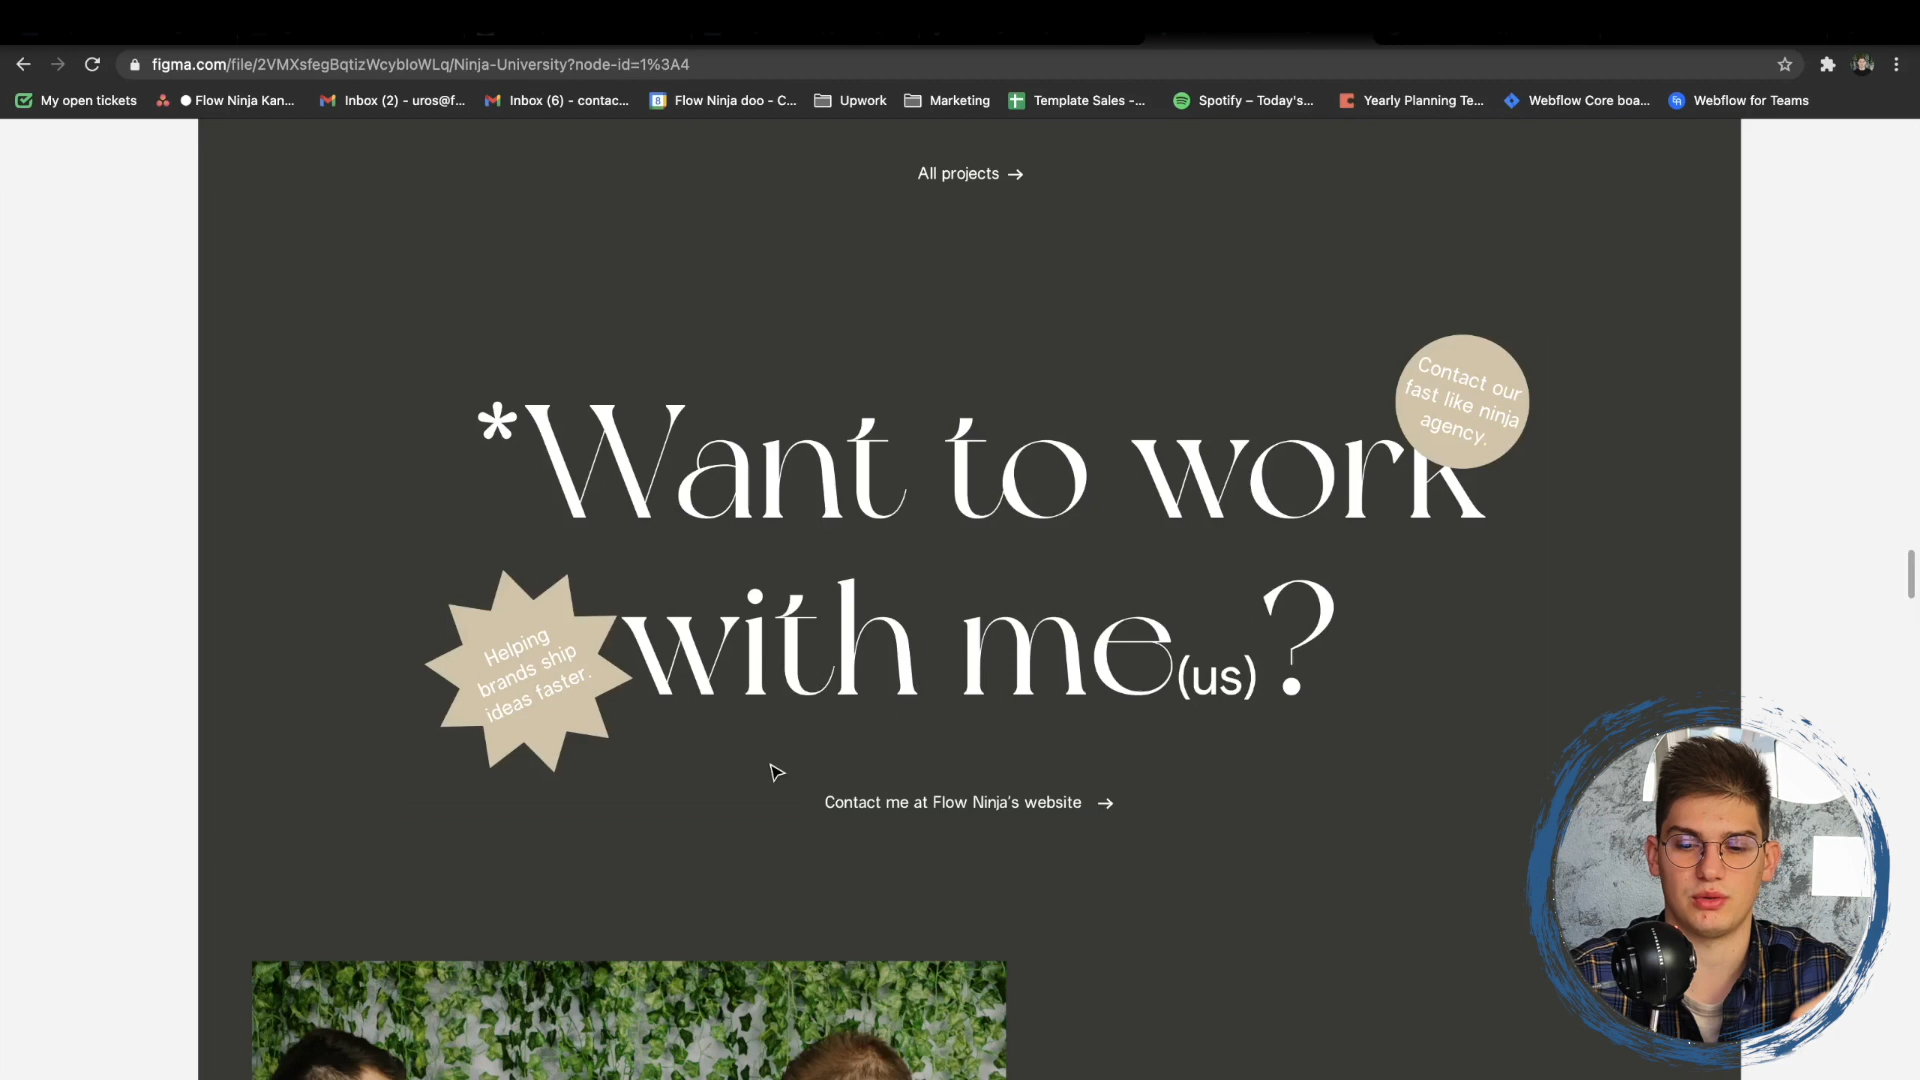 figma.com/file/2VMXsfegBqtizWcybIoWLq/Ninja-University?node-id=1%3A4
My open tickets
Flow Ninja Kan...
Inbox (2) - uros@f...
Inbox (6) - contac...
8
Flow Ninja doo - C...
Upwork
Marketing
Template Sales -...
Spotify – Today's...
Yearly Planning Te...
Webflow Core boa...
Webflow for Teams
All projects →
Contact our
fast like ninja
agency.
*Want to work
with me(us)?
Helping
brands ship
ideas faster.
Contact me at Flow Ninja's website →